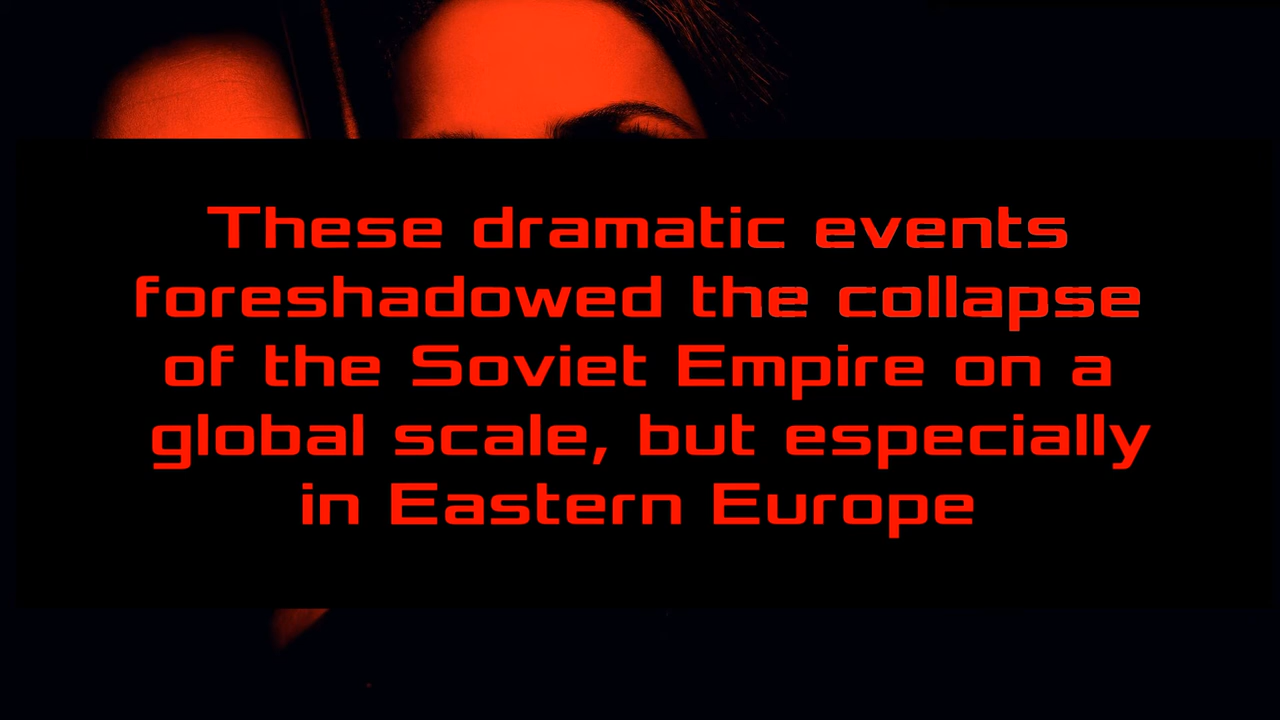 These dramatic events
foreshadowed the collapse
of the Soviet Empire on a
global scale, but especially
in Eastern Europe